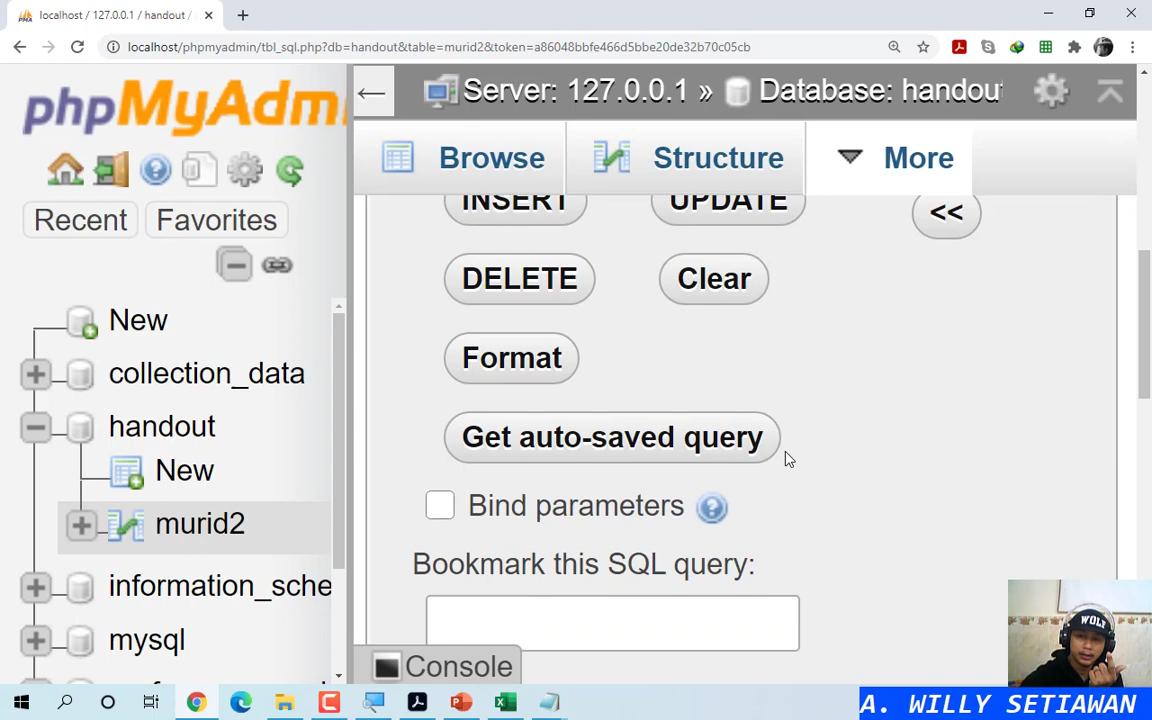 localhost / 127.0.0.1 / handout /
localhost/phpmyadmin/tbl_sql.php?db=handout&table=murid2&token=a86048bbfe466d5bbe20de32b70c05cb
phpMyAdm
Server: 127.0.0.1 » Database: handout
Browse
Structure
More
Recent
Favorites
INSERT
UPDATE
<<
DELETE
Clear
New
Format
collection_data
handout
Get auto-saved query
New
Bind parameters
murid2
Bookmark this SQL query:
information_sche
mysql
Console
WOLF
A. WILLY SETIAWAN